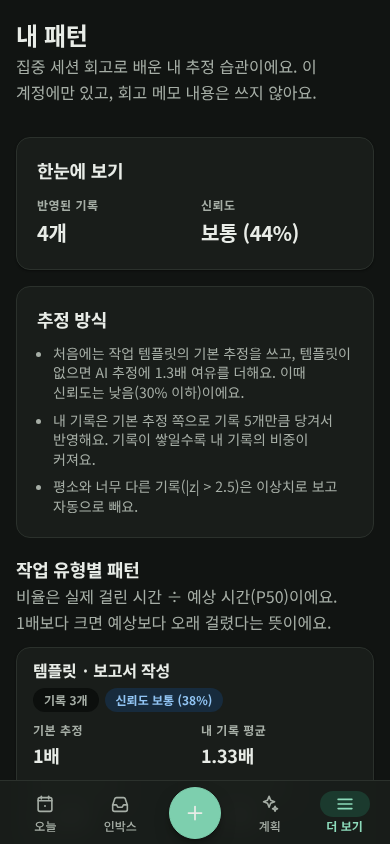 내 패턴
집중 세션 회고로 배운 내 추정 습관이에요. 이
계정에만 있고, 회고 메모 내용은 쓰지 않아요.
한눈에 보기
반영된 기록
신뢰도
4개
보통 (44%)
추정 방식
• 처음에는 작업 템플릿의 기본 추정을 쓰고, 템플릿이
없으면 AI 추정에 1.3배 여유를 더해요. 이때
신뢰도는 낮음(30% 이하)이에요.
• 내 기록은 기본 추정 쪽으로 기록 5개만큼 당겨서
반영해요. 기록이 쌓일수록 내 기록의 비중이
커져요.
• 평소와 너무 다른 기록(|z| > 2.5)은 이상치로 보고
자동으로 빼요.
작업 유형별 패턴
비율은 실제 걸린 시간 ÷ 예상 시간(P50)이에요.
1배보다 크면 예상보다 오래 걸렸다는 뜻이에요.
템플릿 · 보고서 작성
기록 3개
신뢰도 보통 (38%)
기본 추정
내 기록 평균
1배
1.33배
오늘
인박스
계획
더 보기